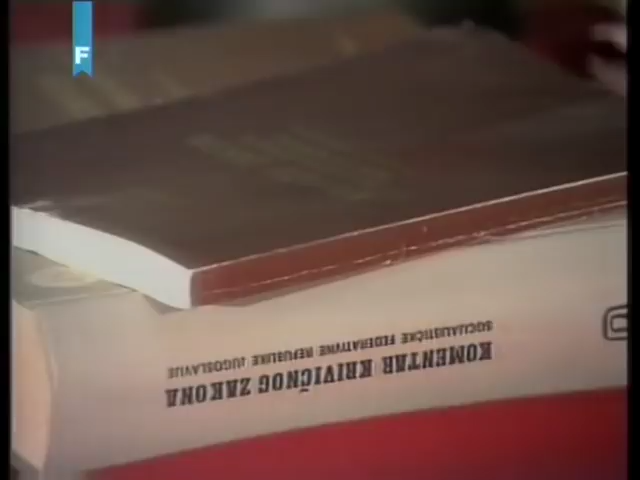 F
KOMENTAR KRIVIČNOG ZAKONA
SOCIJALISTIČKE FEDERATIVNE REPUBLIKE JUGOSLAVIJE